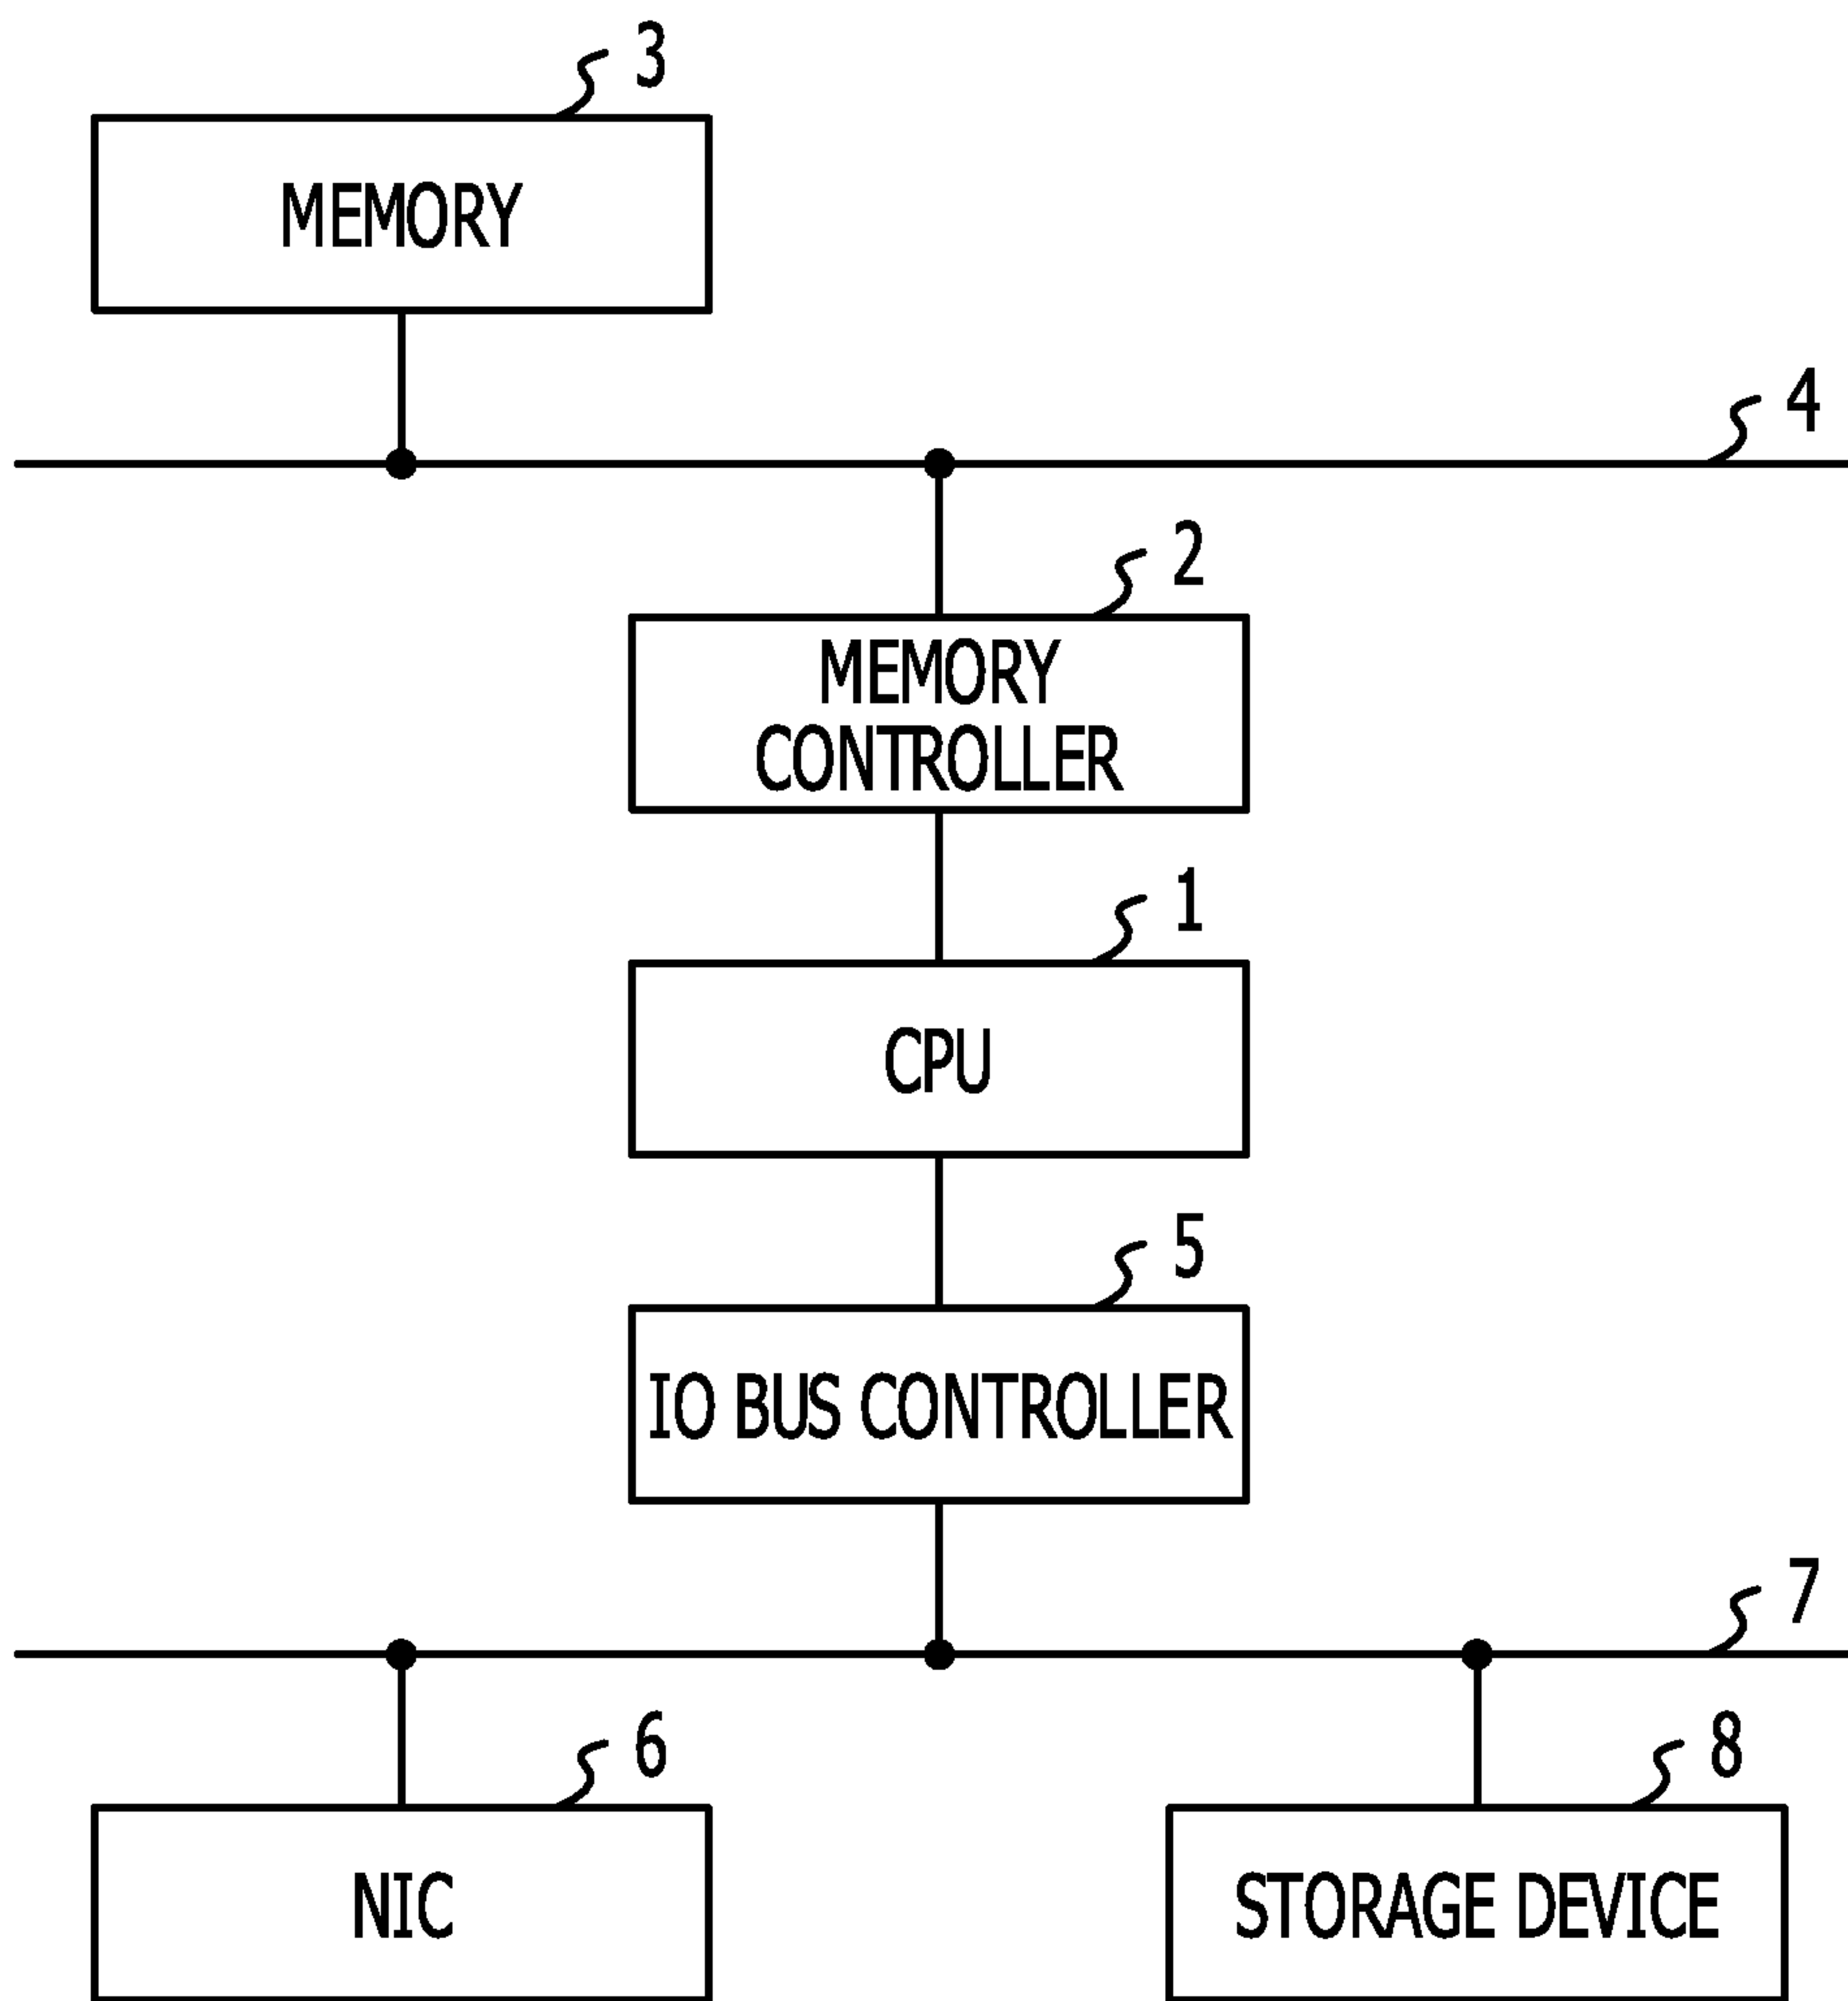 3
MEMORY
4
2
MEMORY
CONTROLLER
1
CPU
5
IO BUS CONTROLLER
7
6
NIC
8
STORAGE DEVICE